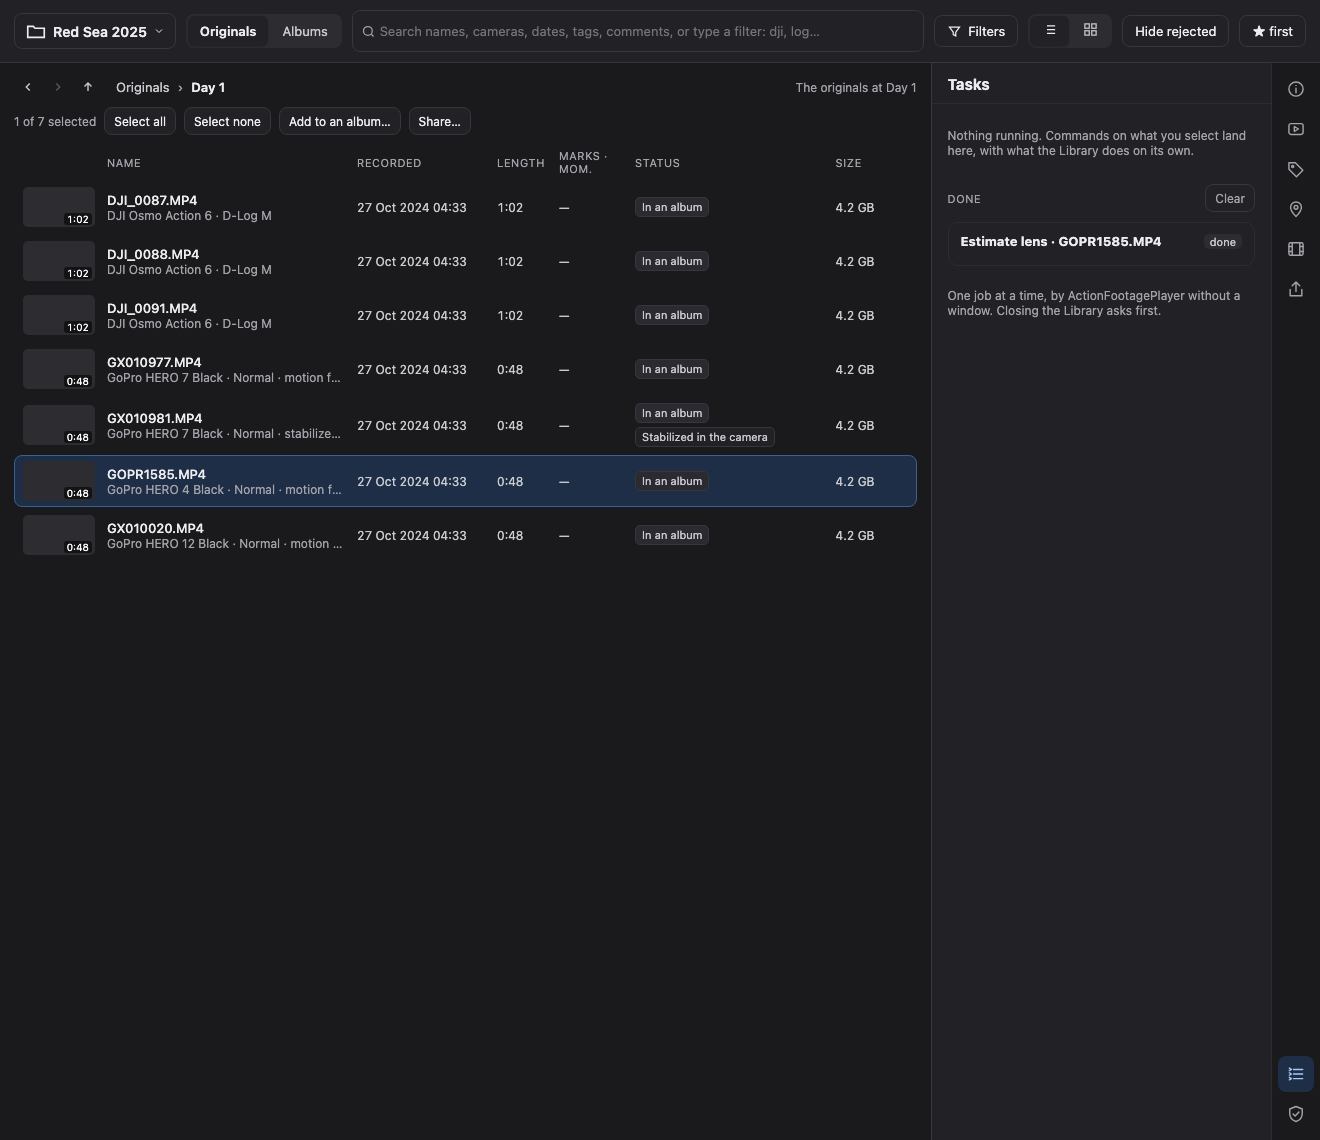 Red Sea 2025
Originals
Albums
Search names, cameras, dates, tags, comments, or type a filter: dji, log...
Filters
Hide rejected
★ first
Originals › Day 1
The originals at Day 1
1 of 7 selected
Select all
Select none
Add to an album...
Share...
NAME
RECORDED
LENGTH
MARKS ·
MOM.
STATUS
SIZE
1:02
DJI_0087.MP4
DJI Osmo Action 6 · D-Log M
27 Oct 2024 04:33
1:02
—
In an album
4.2 GB
1:02
DJI_0088.MP4
DJI Osmo Action 6 · D-Log M
27 Oct 2024 04:33
1:02
—
In an album
4.2 GB
1:02
DJI_0091.MP4
DJI Osmo Action 6 · D-Log M
27 Oct 2024 04:33
1:02
—
In an album
4.2 GB
0:48
GX010977.MP4
GoPro HERO 7 Black · Normal · motion f...
27 Oct 2024 04:33
0:48
—
In an album
4.2 GB
0:48
GX010981.MP4
GoPro HERO 7 Black · Normal · stabilize...
27 Oct 2024 04:33
0:48
—
In an album
Stabilized in the camera
4.2 GB
0:48
GOPR1585.MP4
GoPro HERO 4 Black · Normal · motion f...
27 Oct 2024 04:33
0:48
—
In an album
4.2 GB
0:48
GX010020.MP4
GoPro HERO 12 Black · Normal · motion ...
27 Oct 2024 04:33
0:48
—
In an album
4.2 GB
Tasks
Nothing running. Commands on what you select land
here, with what the Library does on its own.
DONE
Clear
Estimate lens · GOPR1585.MP4
done
One job at a time, by ActionFootagePlayer without a
window. Closing the Library asks first.